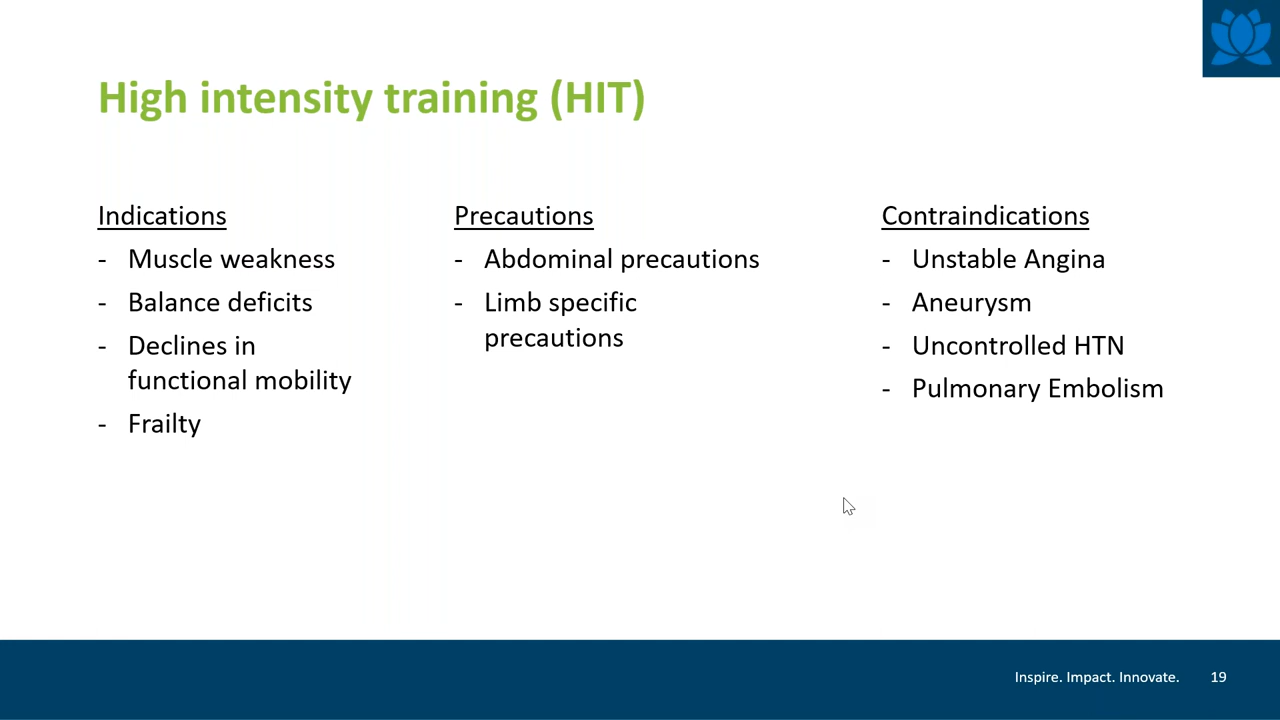 High intensity training (HIT)
Indications
- Muscle weakness
- Balance deficits
- Declines in
functional mobility
- Frailty
Precautions
- Abdominal precautions
- Limb specific
precautions
Contraindications
- Unstable Angina
- Aneurysm
- Uncontrolled HTN
- Pulmonary Embolism
Inspire. Impact. Innovate. 19